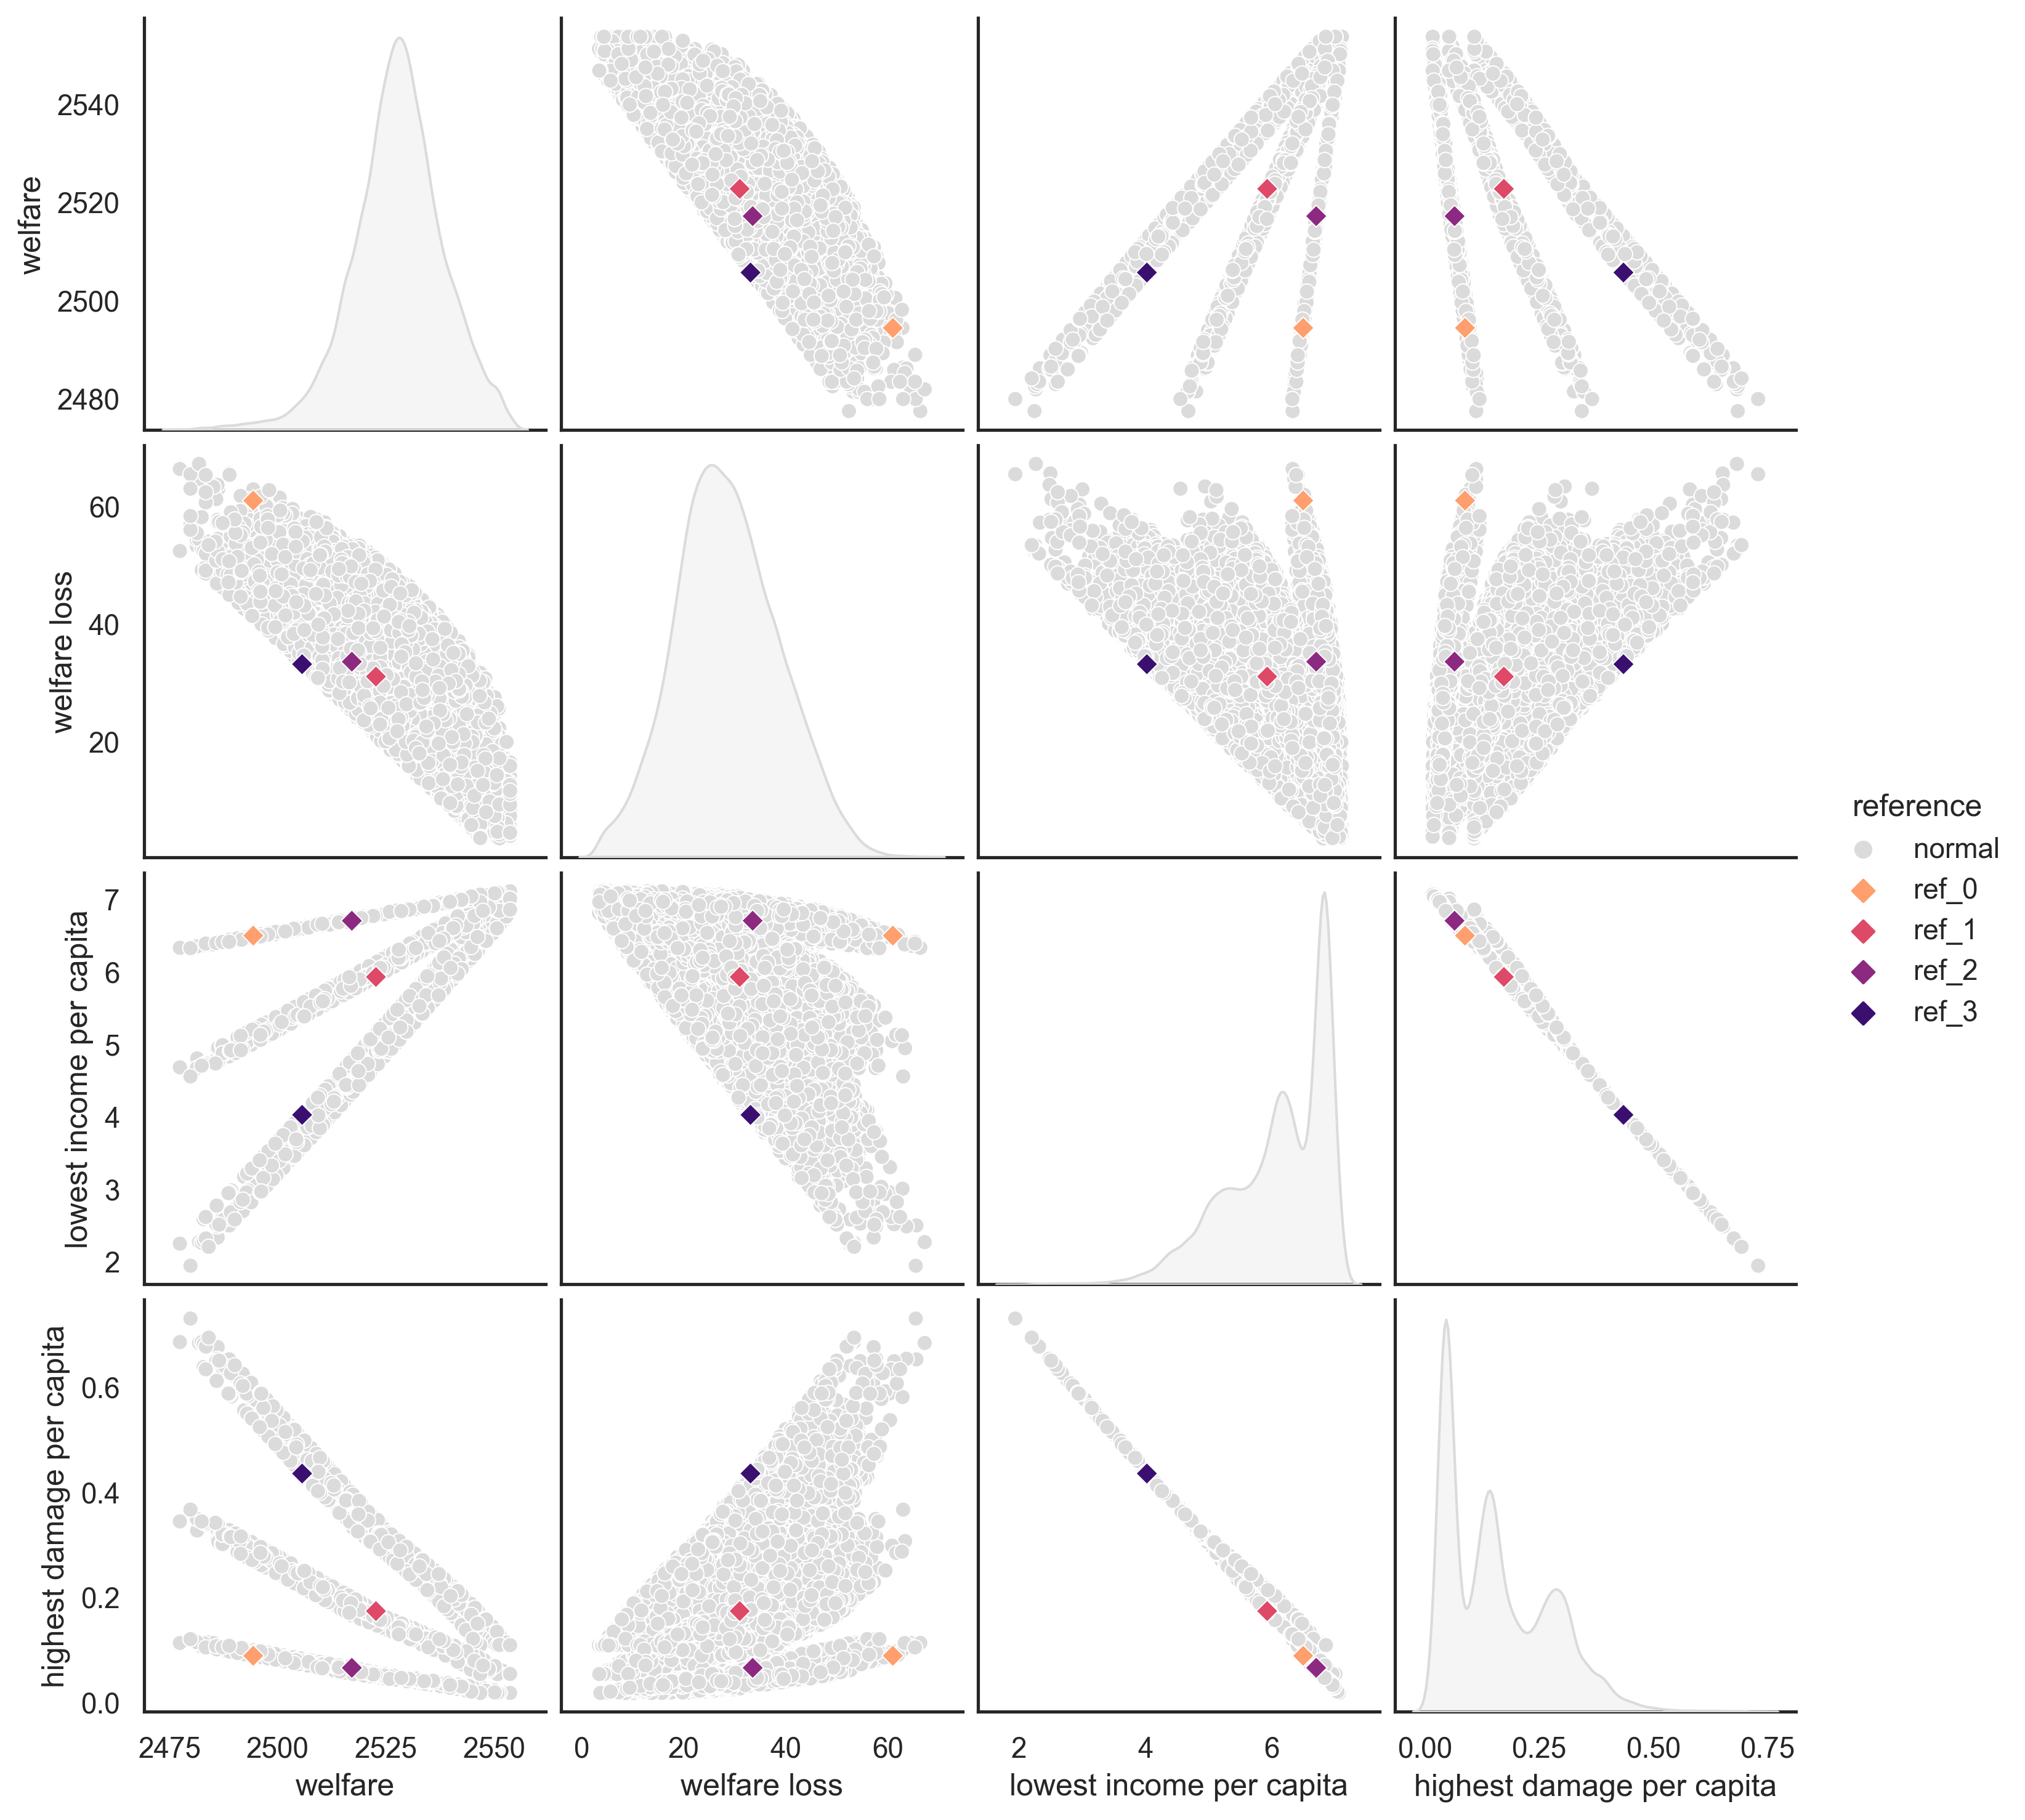 welfare
2540
2520
2500
2480
welfare loss
60
40
20
lowest income per capita
7
6
5
4
3
2
highest damage per capita
0.6
0.4
0.2
0.0
2475 2500 2525 2550
welfare
0 20 40 60
welfare loss
2 4 6
lowest income per capita
0.00 0.25 0.50 0.75
highest damage per capita
reference
normal
ref_0
ref_1
ref_2
ref_3